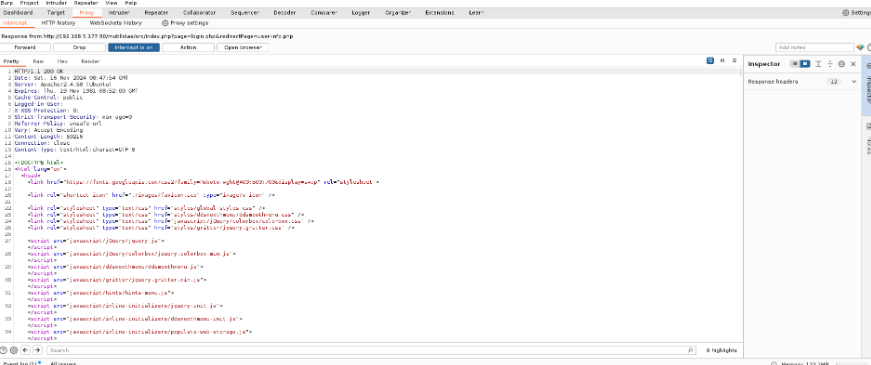 Burp Project Intruder Repeater View Help
Dashboard Target Proxy Intruder Repeater Collaborator Sequencer Decoder Comparer Logger Organizer Extensions Learn
Intercept HTTP history WebSockets history Proxy settings Settings
Response from http://192.168.5.177:80/mutillidae/src/index.php?page=login.php&redirectPage=user-info.php
Forward Drop Intercept is on Action Open browser Add notes
Pretty Raw Hex Render
Inspector
Response headers 12
1 HTTP/1.1 200 OK
2 Date: Sat, 16 Nov 2024 08:47:54 GMT
3 Server: Apache/2.4.58 (Ubuntu)
4 Expires: Thu, 19 Nov 1981 08:52:00 GMT
5 Cache-Control: public
6 Logged-In-User:
7 X-XSS-Protection: 0;
8 Strict-Transport-Security: max-age=0
9 Referrer-Policy: unsafe-url
10 Vary: Accept-Encoding
11 Content-Length:
12 Connection: close
13 Content-Type: text/html;charset=UTF-8
14
15 <!DOCTYPE html>
16 <html lang="en">
17 <head>
18 <link href="https://fonts.googleapis.com/css2?family=Roboto:wght@400;500;700&display=swap" rel="stylesheet">
19
20 <link rel="shortcut icon" href="./images/favicon.ico" type="image/x-icon" />
21
22 <link rel="stylesheet" type="text/css" href="styles/global-styles.css" />
23 <link rel="stylesheet" type="text/css" href="styles/ddsmoothmenu/ddsmoothmenu.css" />
24 <link rel="stylesheet" type="text/css" href="javascript/jQuery/colorbox/colorbox.css" />
25 <link rel="stylesheet" type="text/css" href="styles/gritter/jquery.gritter.css" />
26
27 <script src="javascript/jQuery/jquery.js">
</script>
28 <script src="javascript/jQuery/colorbox/jquery.colorbox-min.js">
</script>
29 <script src="javascript/ddsmoothmenu/ddsmoothmenu.js">
</script>
30 <script src="javascript/gritter/jquery.gritter.min.js">
</script>
31 <script src="javascript/hints/hints-menu.js">
</script>
32 <script src="javascript/inline-initializers/jquery-init.js">
</script>
33 <script src="javascript/inline-initializers/ddsmoothmenu-init.js">
</script>
34 <script src="javascript/inline-initializers/populate-web-storage.js">
</script>
Search 0 highlights
Event log All issues